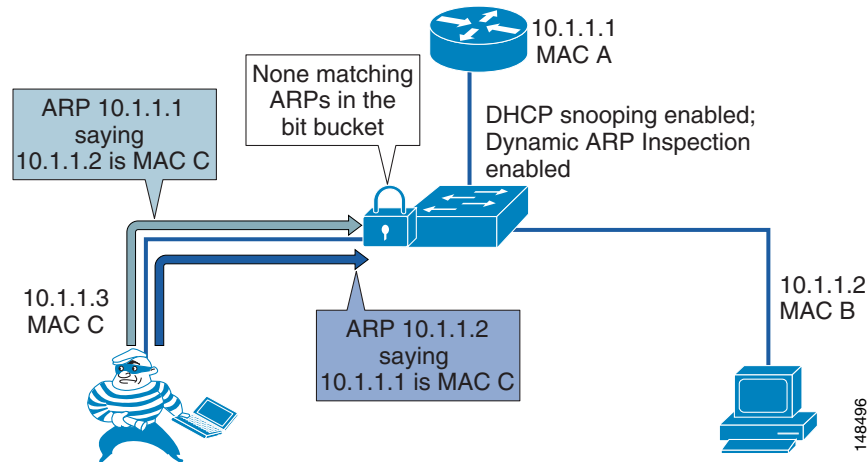 10.1.1.1
MAC A
None matching
ARPs in the
bit bucket
ARP 10.1.1.1
saying
10.1.1.2 is MAC C
DHCP snooping enabled;
Dynamic ARP Inspection
enabled
10.1.1.3
MAC C
ARP 10.1.1.2
saying
10.1.1.1 is MAC C
10.1.1.2
MAC B
148496